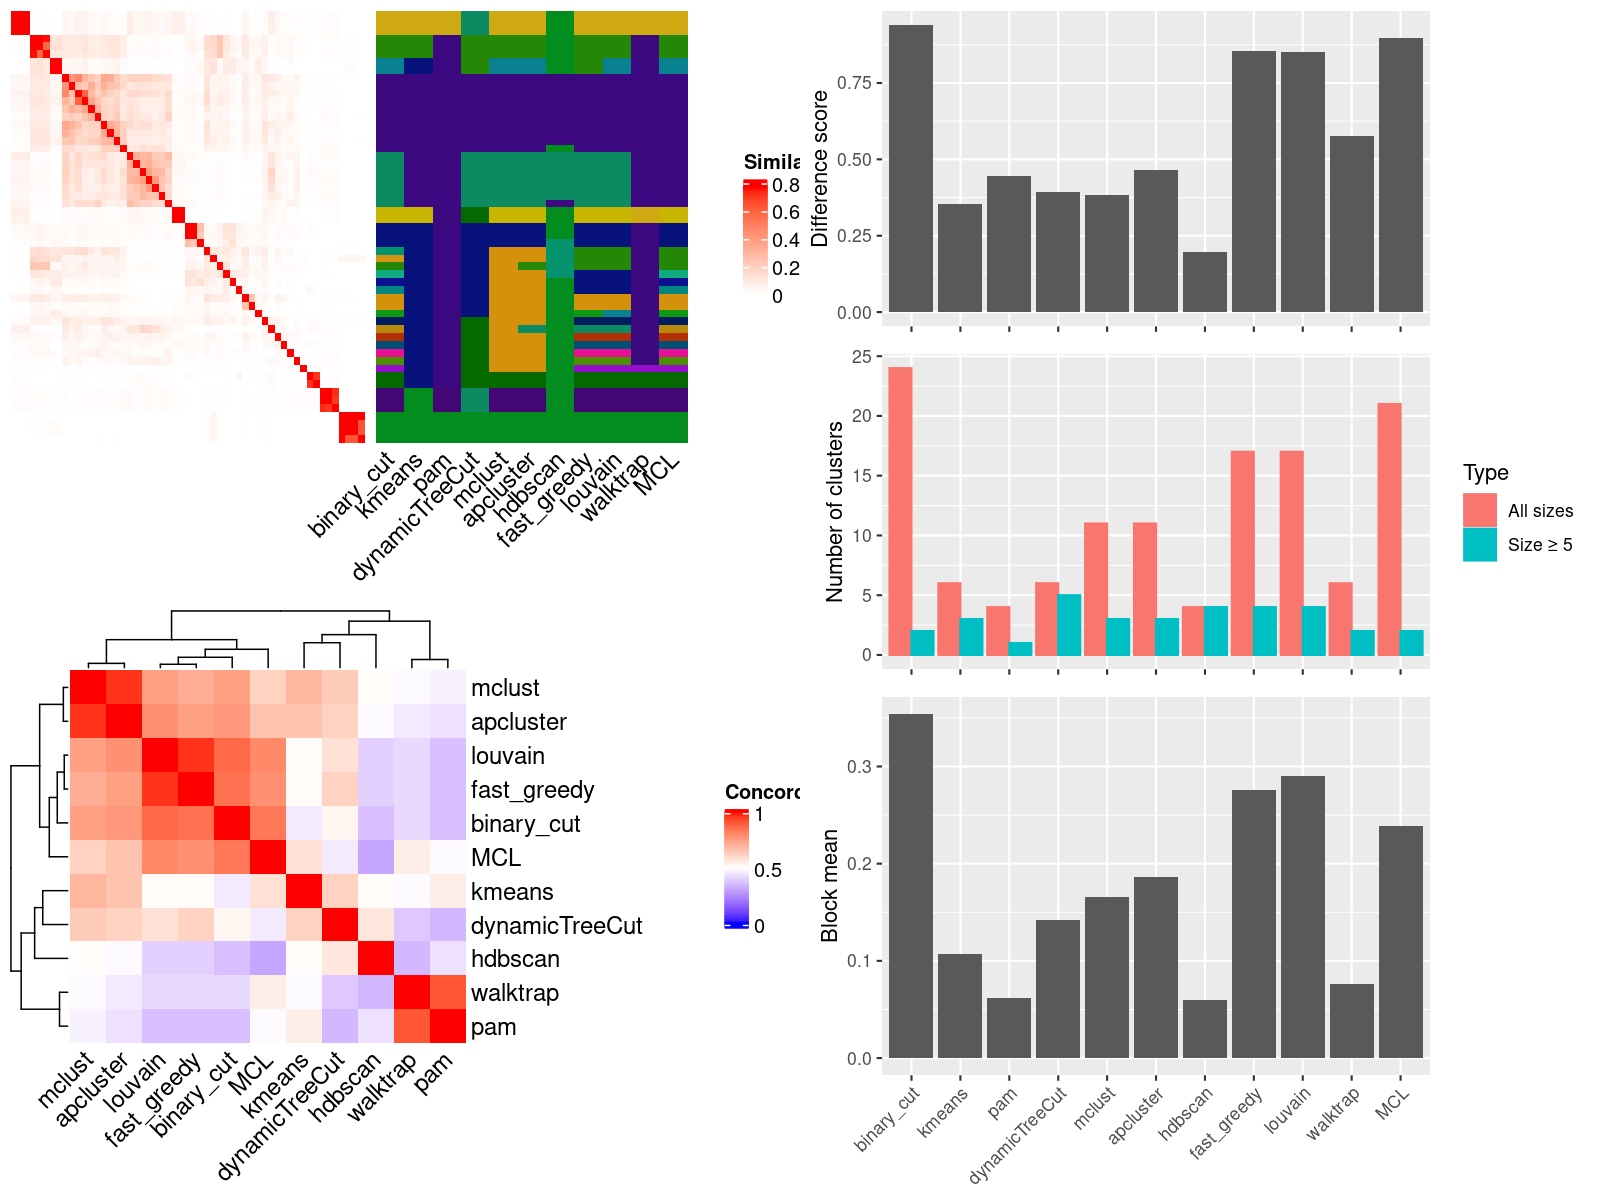 Simila
0.8
0.6
0.4
0.2
0
binary_cut
kmeans
pam
dynamicTreeCut
mclust
apcluster
hdbscan
fast_greedy
louvain
walktrap
MCL
Difference score
0.75
0.50
0.25
0.00
Number of clusters
25
20
15
10
5
0
Type
All sizes
Size ≥ 5
mclust
apcluster
louvain
fast_greedy
binary_cut
MCL
kmeans
dynamicTreeCut
hdbscan
walktrap
pam
mclust
apcluster
louvain
fast_greedy
binary_cut
MCL
kmeans
dynamicTreeCut
hdbscan
walktrap
pam
Concord
1
0.5
0
Block mean
0.3
0.2
0.1
0.0
binary_cut
kmeans
pam
dynamicTreeCut
mclust
apcluster
hdbscan
fast_greedy
louvain
walktrap
MCL